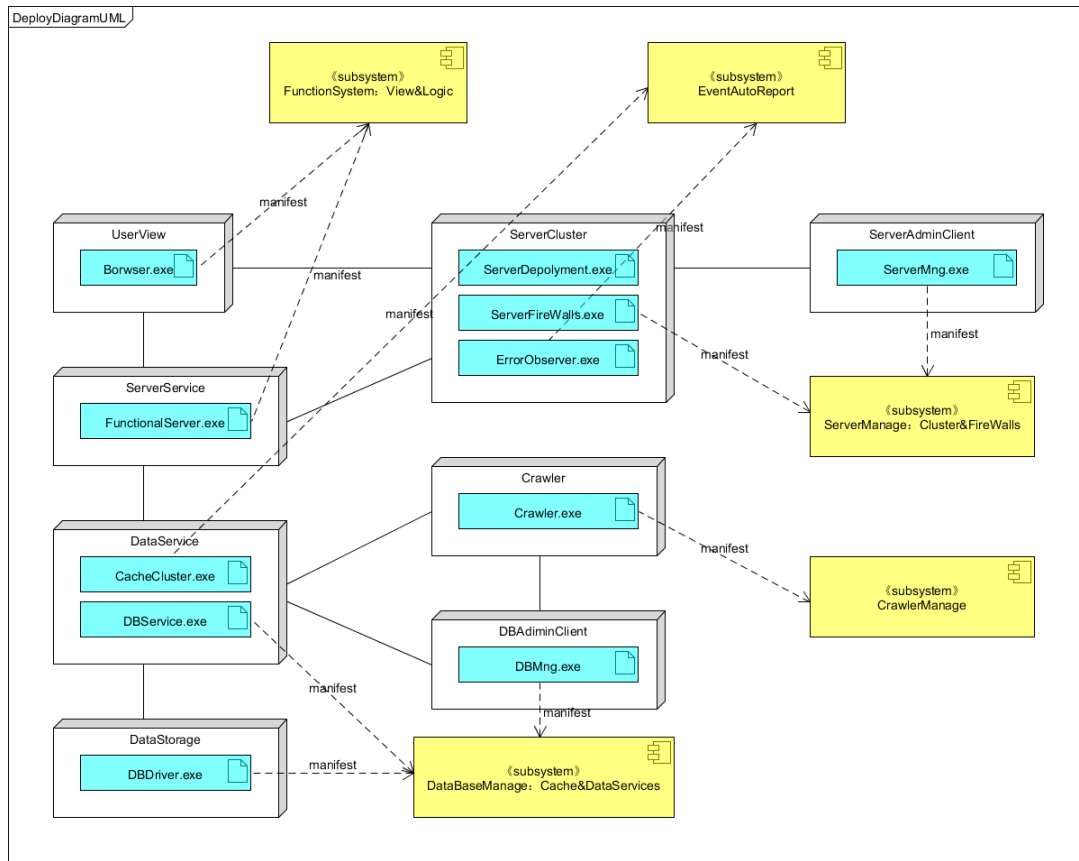 DeployDiagramUML
《subsystem》
FunctionSystem：View&Logic
《subsystem》
EventAutoReport
manifest
manifest
UserView
Borwser.exe
ServerCluster
ServerDepolyment.exe
ServerFireWalls.exe
ErrorObserver.exe
ServerAdminClient
ServerMng.exe
manifest
manifest
manifest
manifest
ServerService
FunctionalServer.exe
《subsystem》
ServerManage：Cluster&FireWalls
Crawler
Crawler.exe
manifest
DataService
CacheCluster.exe
DBService.exe
《subsystem》
CrawlerManage
DBAdiminClient
DBMng.exe
manifest
manifest
DataStorage
DBDriver.exe
manifest
《subsystem》
DataBaseManage：Cache&DataServices